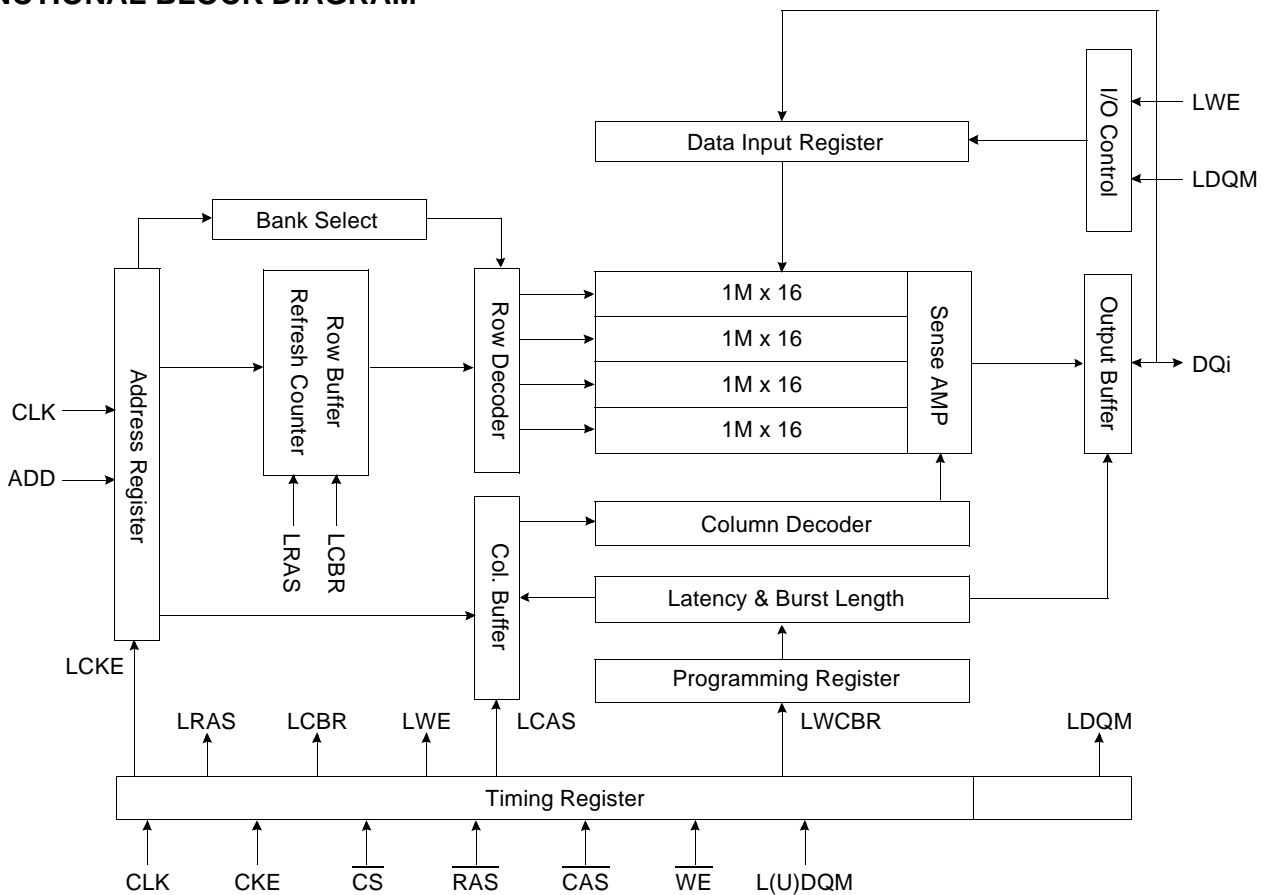 NCTIONAL BLOCK DIAGRAM
I/O Control
LWE
Data Input Register
LDQM
Bank Select
Address Register
Refresh Counter
Row Buffer
Row Decoder
1M x 16
1M x 16
1M x 16
1M x 16
Sense AMP
Output Buffer
DQi
CLK
ADD
LRAS
LCBR
Col. Buffer
Column Decoder
Latency & Burst Length
Programming Register
LCKE
LRAS
LCBR
LWE
LCAS
LWCBR
LDQM
Timing Register
CLK
CKE
CS
RAS
CAS
WE
L(U)DQM